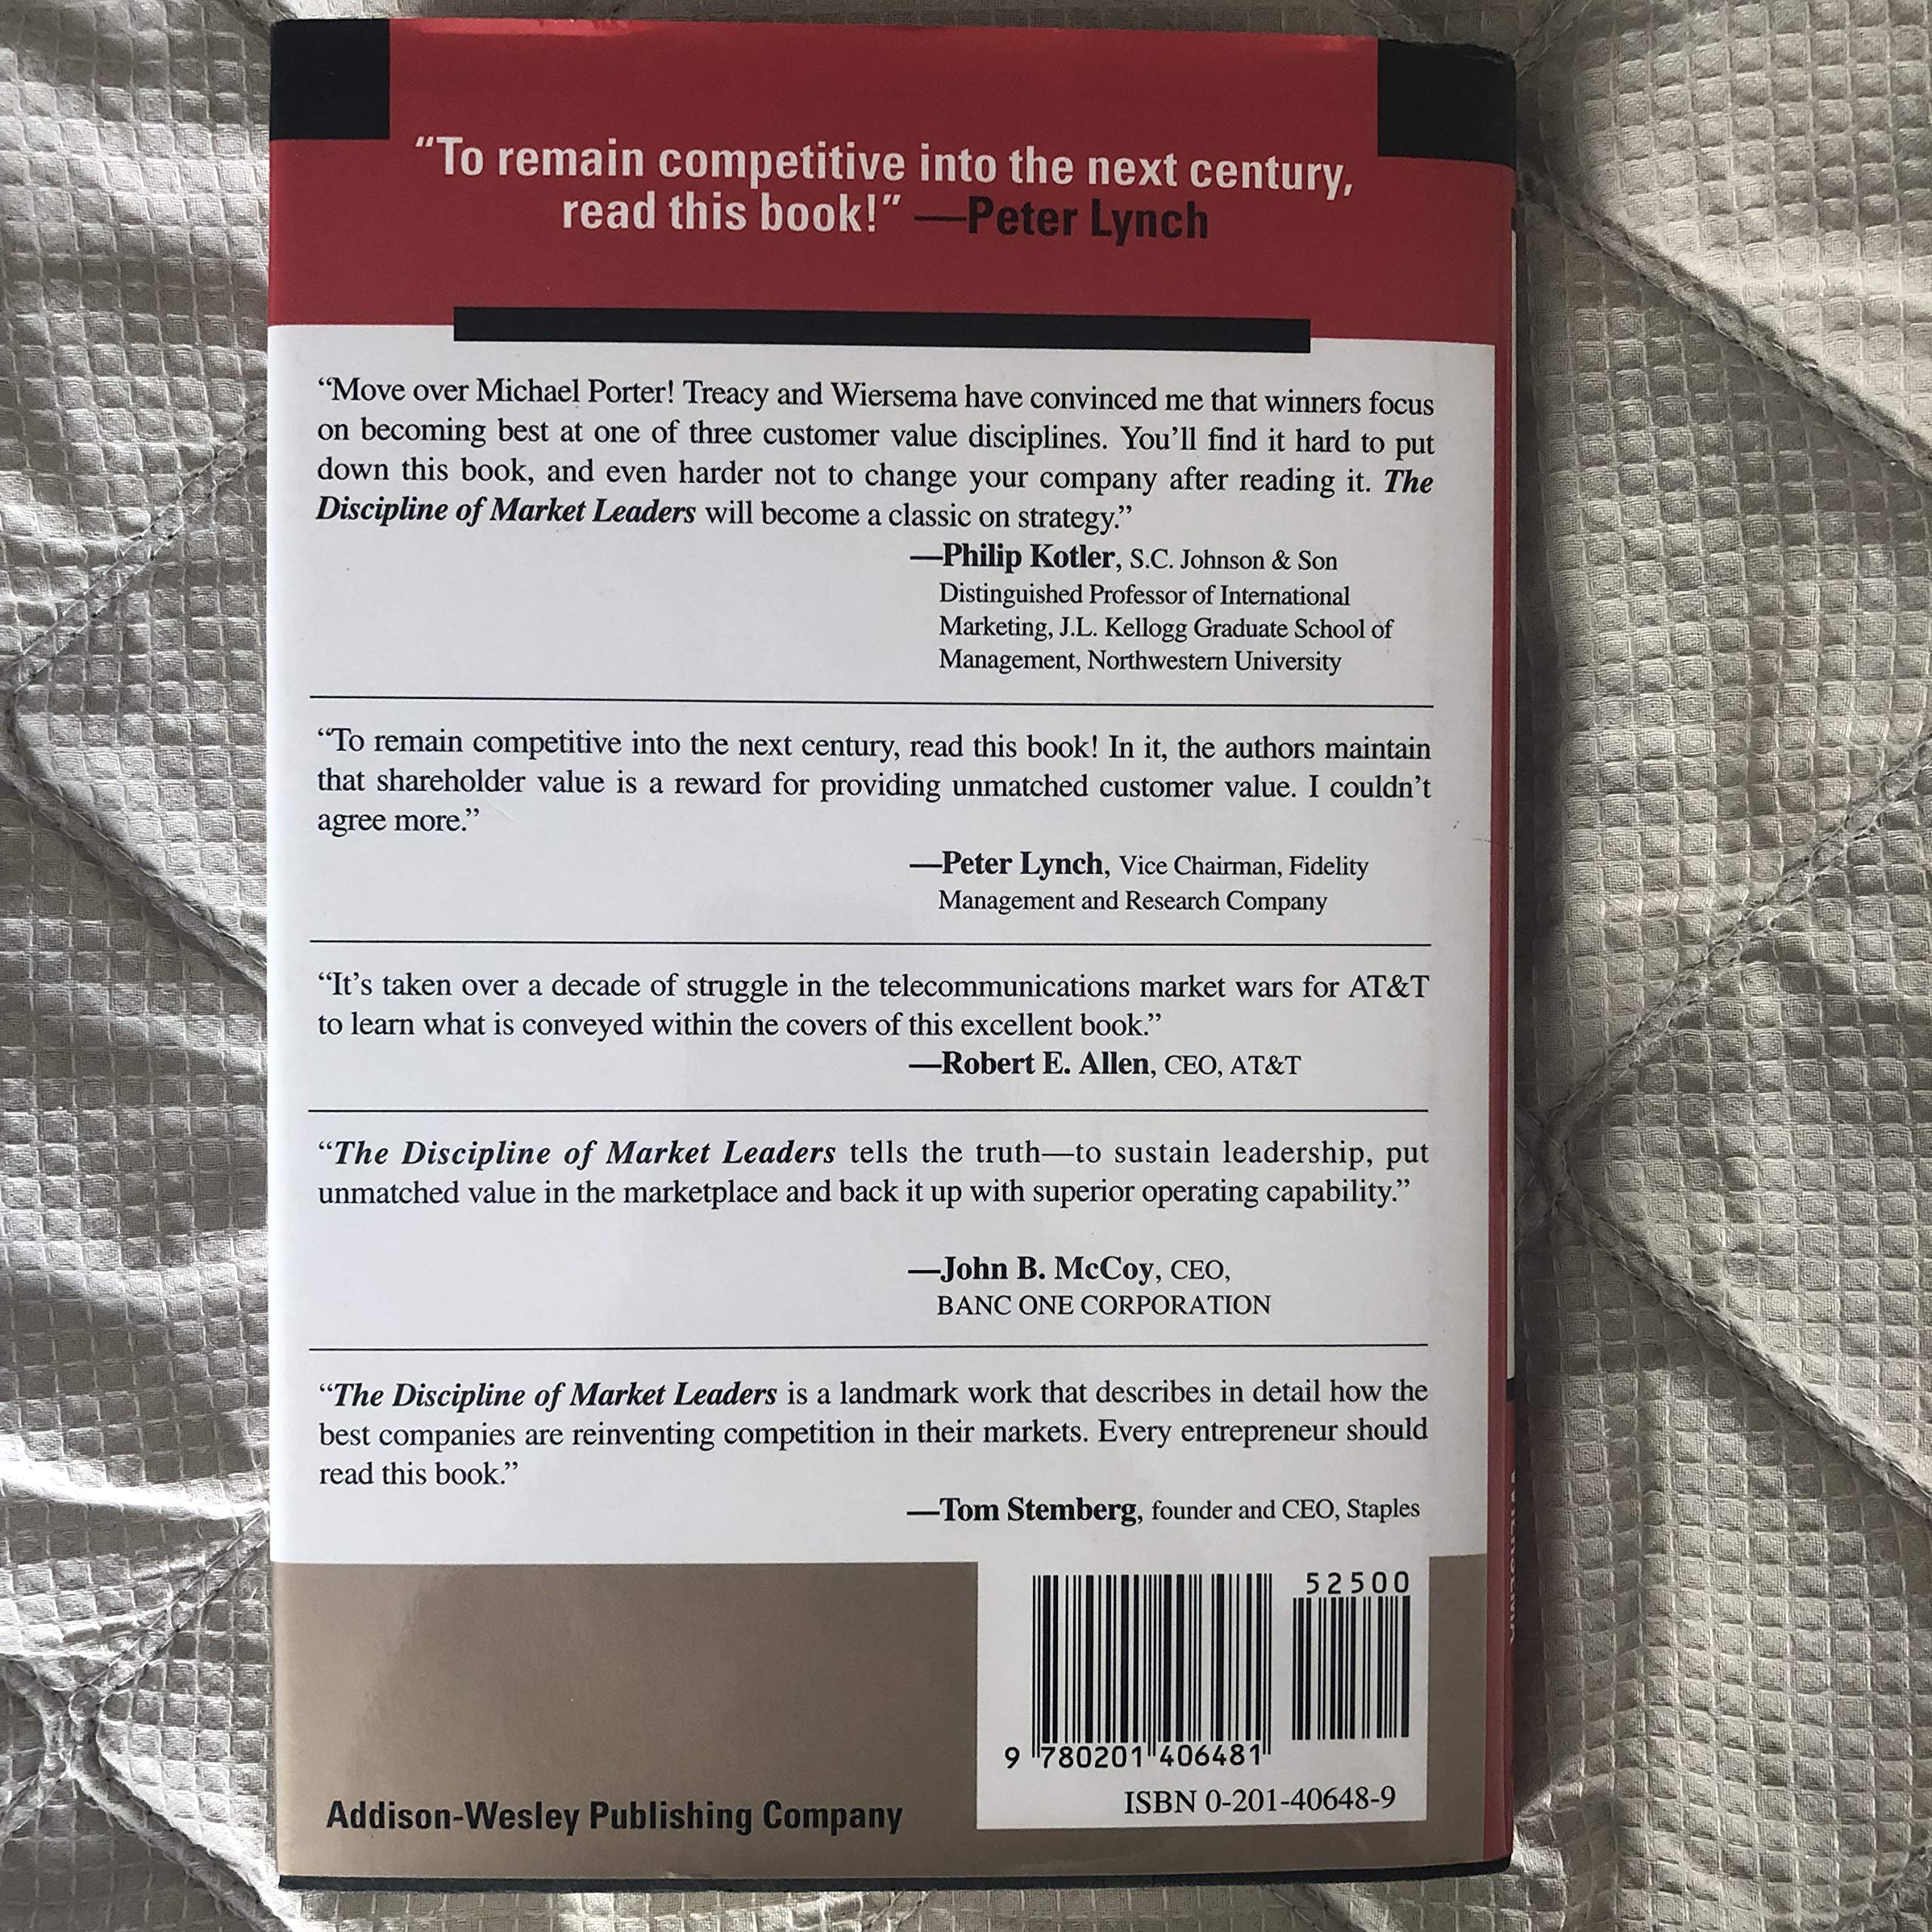 “To remain competitive into the next century,
read this book!” —Peter Lynch
“Move over Michael Porter! Treacy and Wiersema have convinced me that winners focus
on becoming best at one of three customer value disciplines. You’ll find it hard to put
down this book, and even harder not to change your company after reading it. The
Discipline of Market Leaders will become a classic on strategy.”
—Philip Kotler, S.C. Johnson & Son
Distinguished Professor of International
Marketing, J.L. Kellogg Graduate School of
Management, Northwestern University
“To remain competitive into the next century, read this book! In it, the authors maintain
that shareholder value is a reward for providing unmatched customer value. I couldn’t
agree more.”
—Peter Lynch, Vice Chairman, Fidelity
Management and Research Company
“It’s taken over a decade of struggle in the telecommunications market wars for AT&T
to learn what is conveyed within the covers of this excellent book.”
—Robert E. Allen, CEO, AT&T
“The Discipline of Market Leaders tells the truth—to sustain leadership, put
unmatched value in the marketplace and back it up with superior operating capability.”
—John B. McCoy, CEO,
BANC ONE CORPORATION
“The Discipline of Market Leaders is a landmark work that describes in detail how the
best companies are reinventing competition in their markets. Every entrepreneur should
read this book.”
—Tom Stemberg, founder and CEO, Staples
52500
9 780201 406481
ISBN 0-201-40648-9
Addison-Wesley Publishing Company